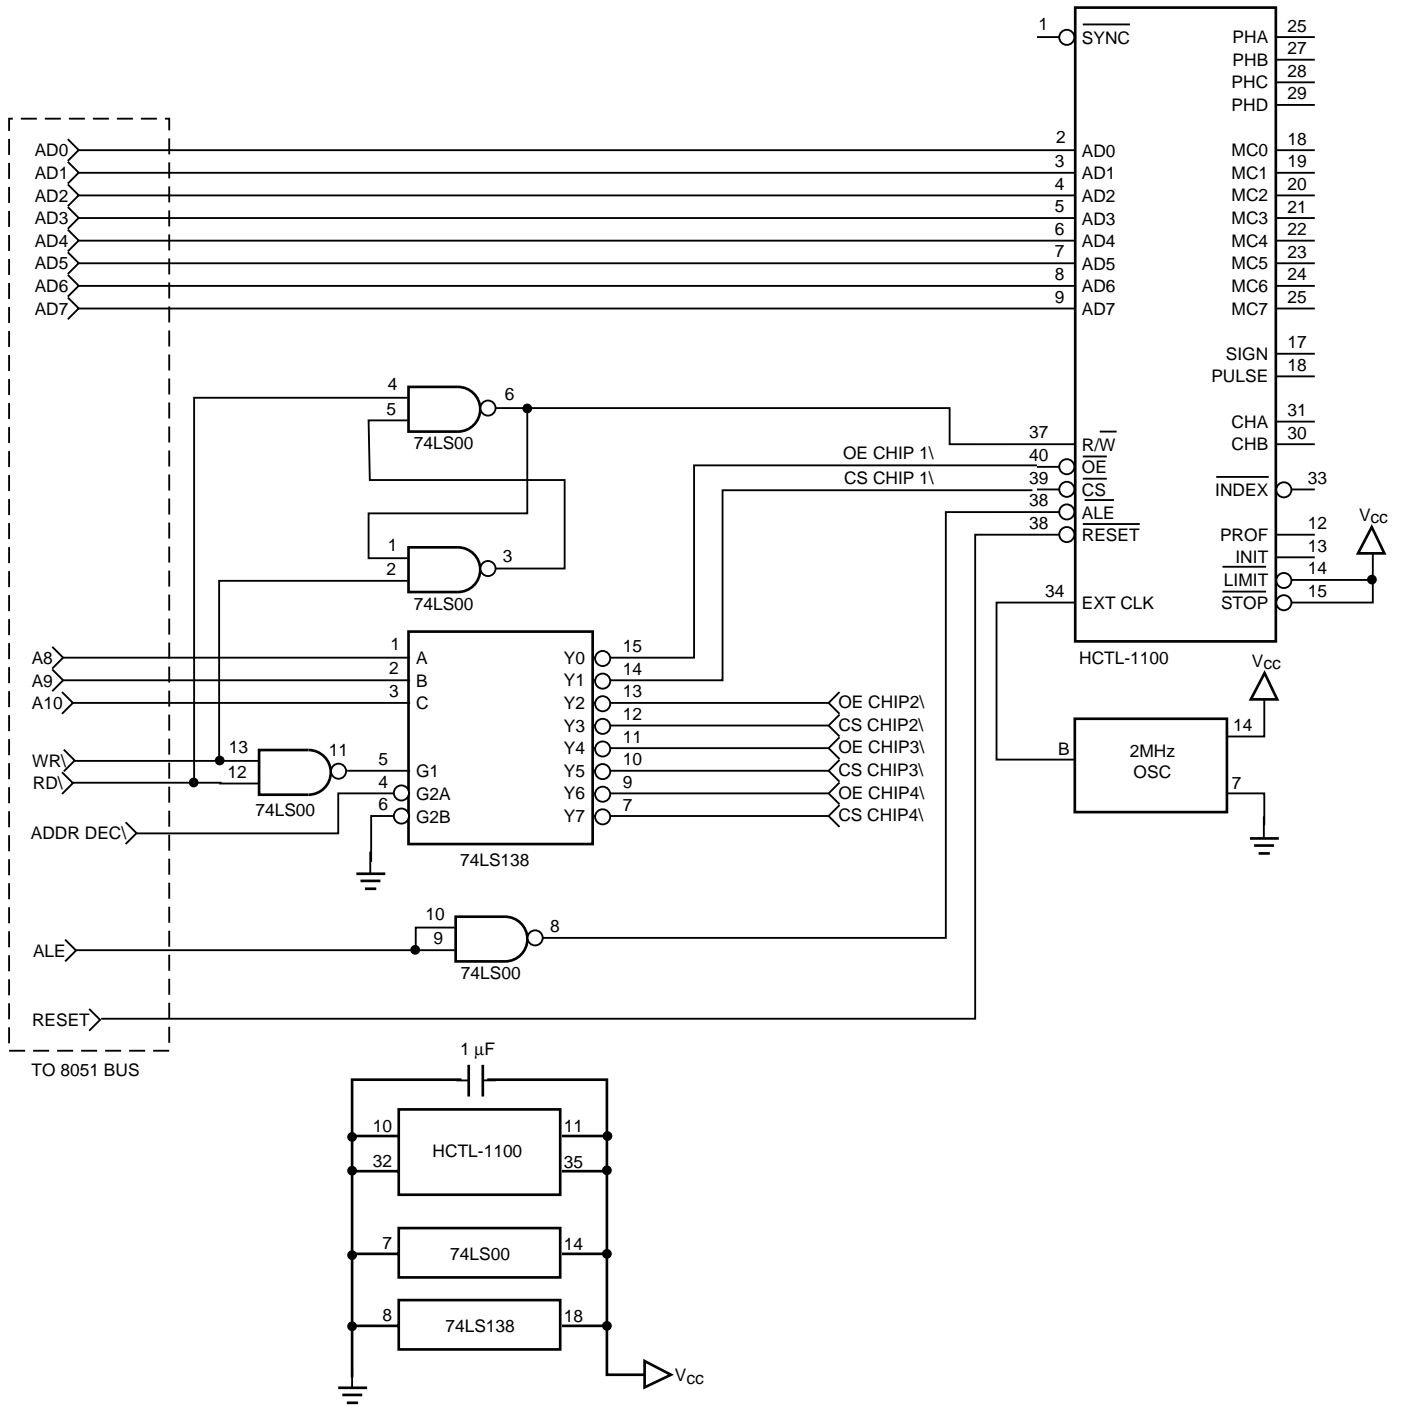 1 SYNC PHA 25
PHB 27
PHC 28
PHD 29
AD0 2 AD0 MC0 18
AD1 3 AD1 MC1 19
AD2 4 AD2 MC2 20
AD3 5 AD3 MC3 21
AD4 6 AD4 MC4 22
AD5 7 AD5 MC5 23
AD6 8 AD6 MC6 24
AD7 9 AD7 MC7 25
SIGN 17
PULSE 18
4 5 6
74LS00
CHA 31
CHB 30
37 R/W
OE CHIP 1\ 40 OE
CS CHIP 1\ 39 CS INDEX 33
38 ALE
38 RESET PROF 12
INIT 13
LIMIT 14
STOP 15
VCC
1 2 3
74LS00
34 EXT CLK
HCTL-1100
A8 1 A Y0 15
A9 2 B Y1 14
A10 3 C Y2 13 OE CHIP2\
Y3 12 CS CHIP2\
Y4 11 OE CHIP3\
WR\ 13 11 5 G1 Y5 10 CS CHIP3\
RD\ 12 4 G2A Y6 9 OE CHIP4\
74LS00
6 G2B Y7 7 CS CHIP4\
ADDR DEC\
74LS138
VCC
14
B 2MHz
OSC
7
ALE 10 9 8
74LS00
RESET
TO 8051 BUS
1 μF
10 HCTL-1100 11
32 35
7 74LS00 14
8 74LS138 18
VCC